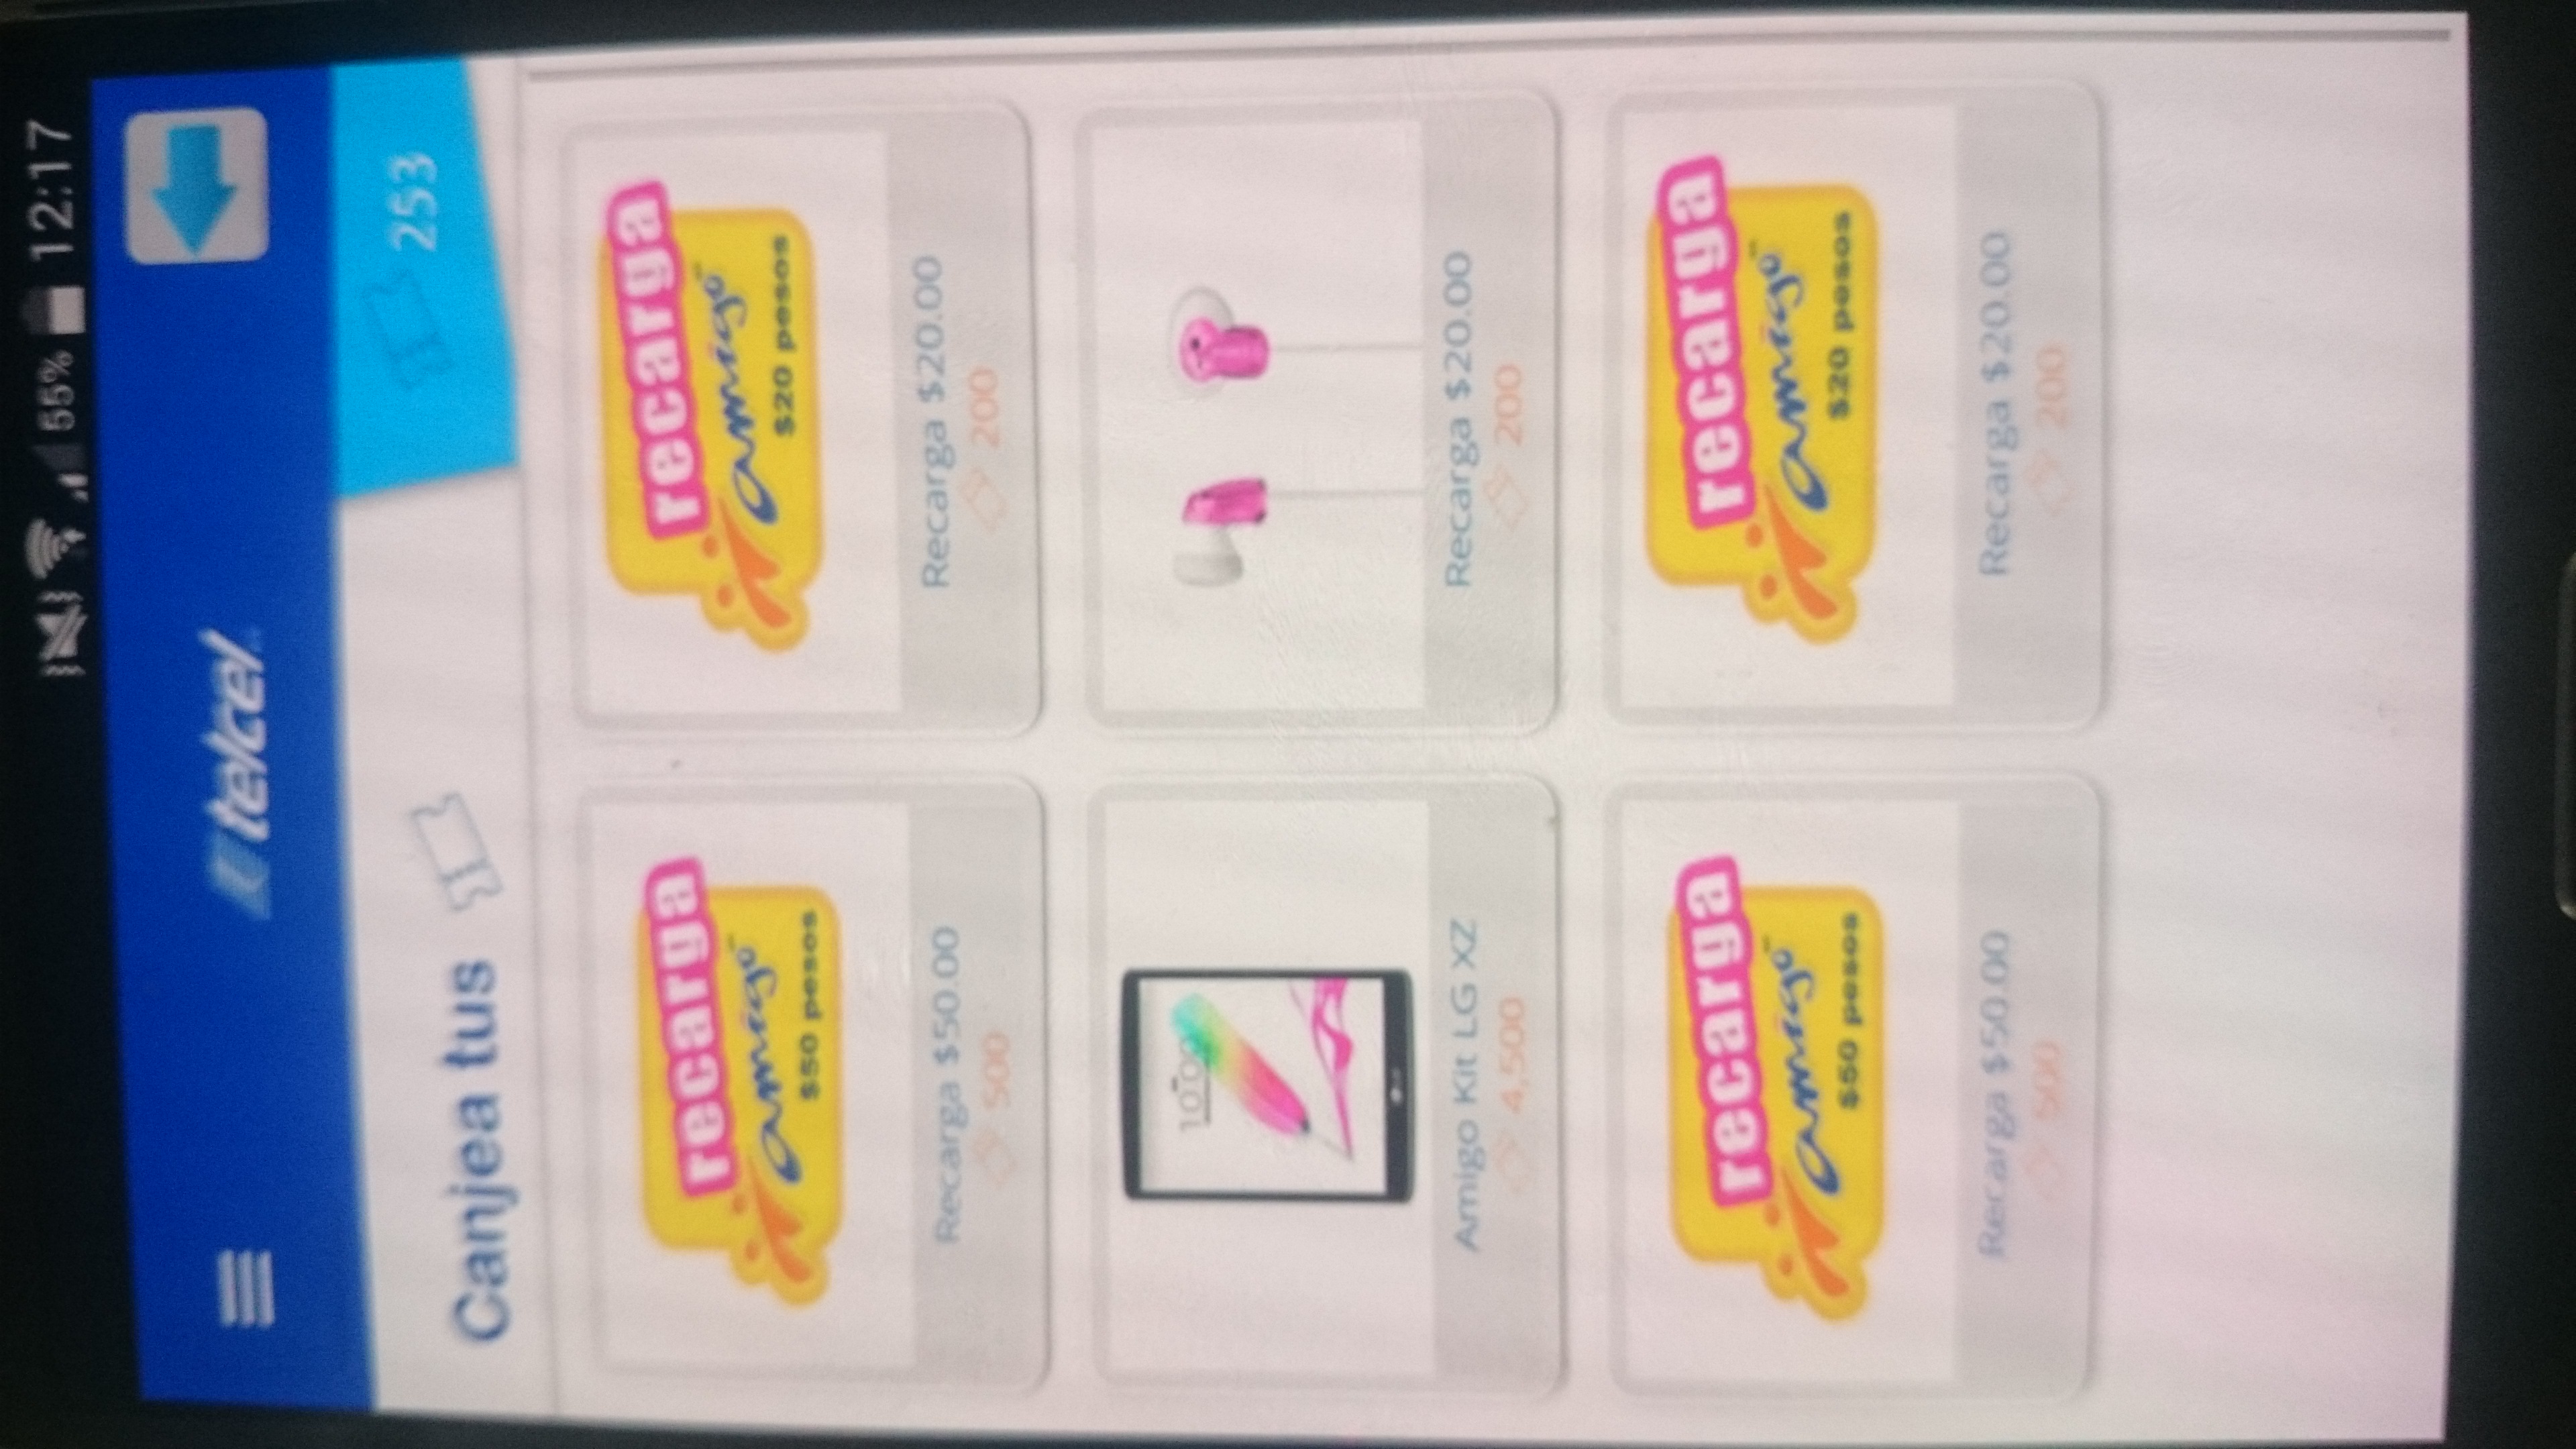 55% 12:17
telcel
Canjea tus
253
recarga
amigo
$50 pesos
Recarga $50.00
500
recarga
amigo
$20 pesos
Recarga $20.00
200
10:00
Amigo Kit LG XZ
4,500
Recarga $20.00
200
recarga
amigo
$50 pesos
Recarga $50.00
500
recarga
amigo
$20 pesos
Recarga $20.00
200